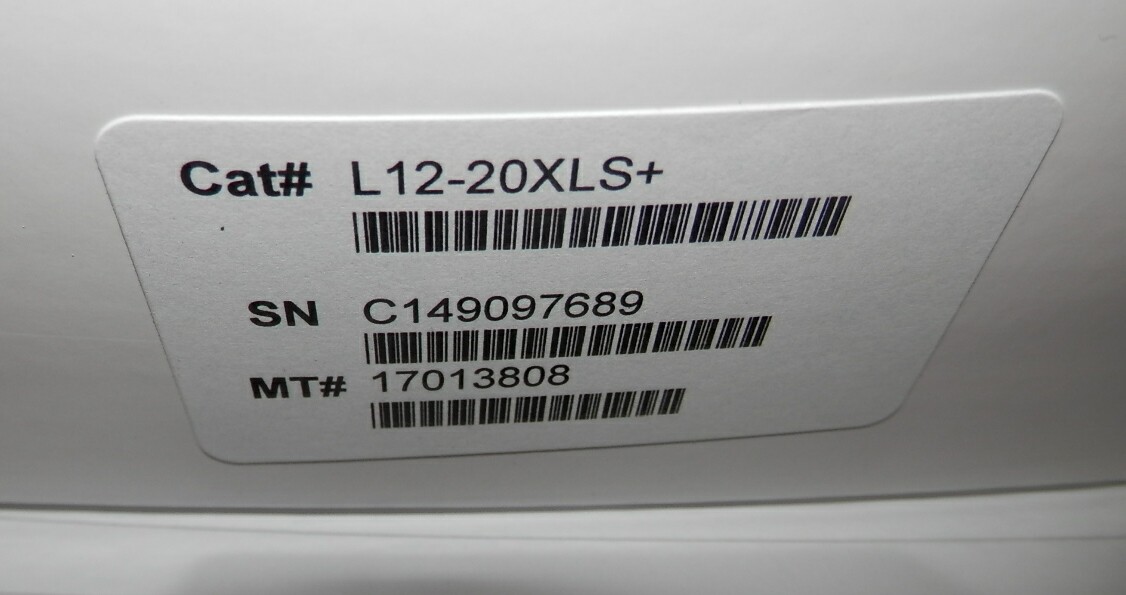 Cat# L12-20XLS+
SN C149097689
MT# 17013808